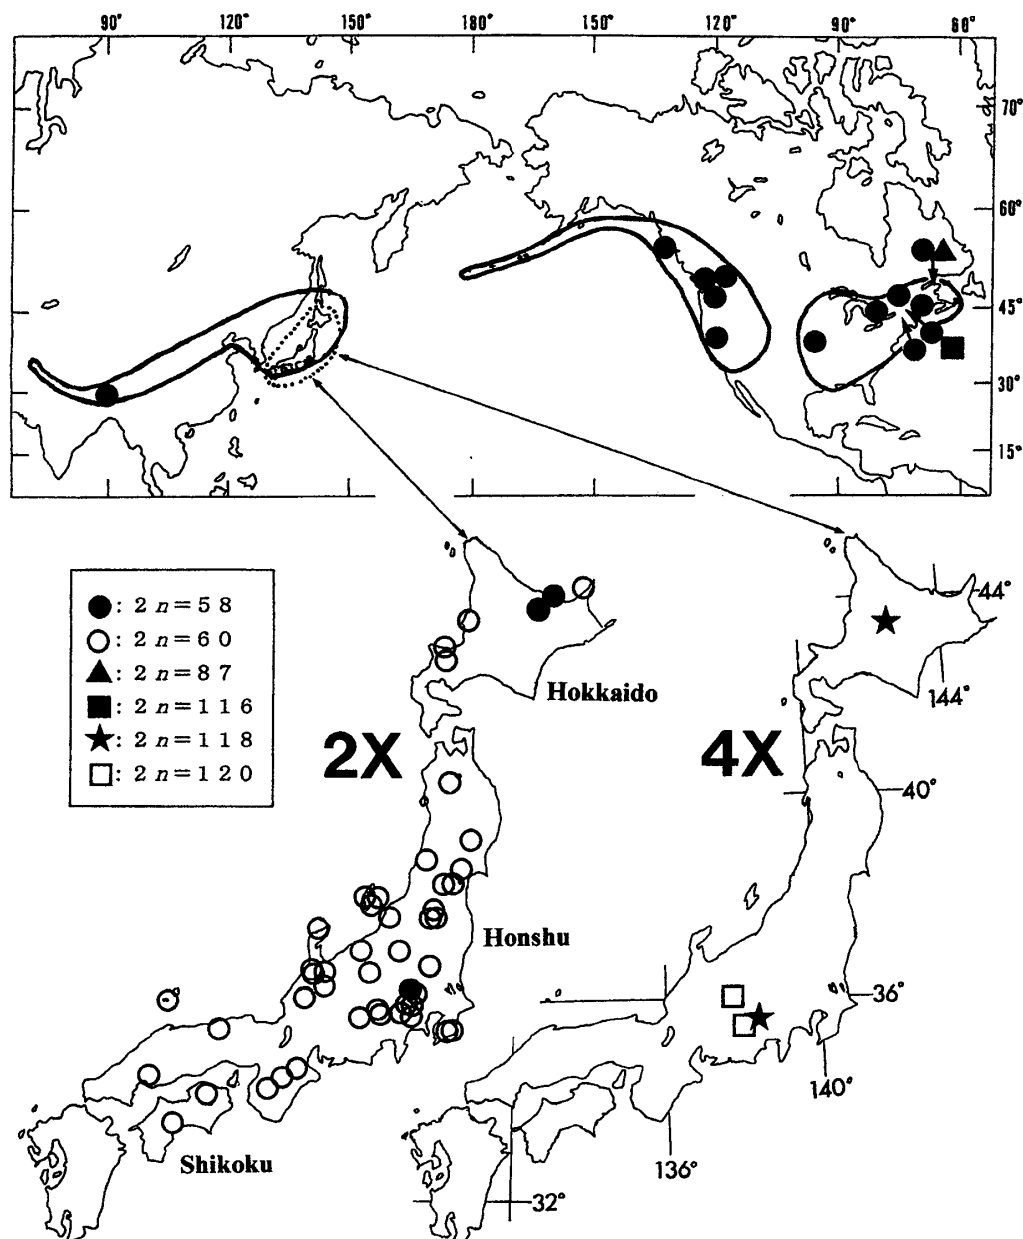 90° 120° 150° 180° 150° 120° 90° 60°
70°
60°
45°
30°
15°
●: 2n=58
○: 2n=60
▲: 2n=87
■: 2n=116
★: 2n=118
□: 2n=120
2X
4X
Hokkaido
Honshu
Shikoku
44°
144°
40°
36°
140°
136°
32°